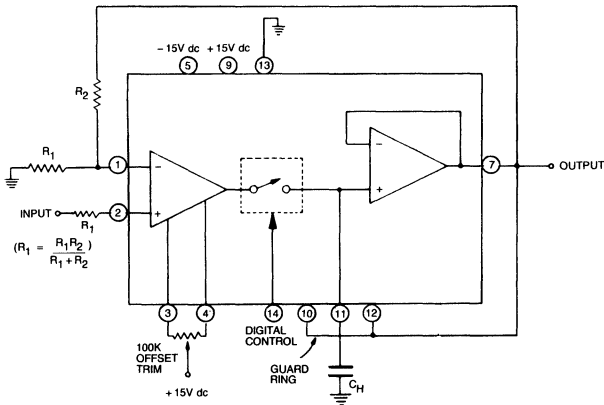 − 15V dc
+ 15V dc
5
9
13
R2
R1
1
−
−
7
OUTPUT
INPUT
R1
2
+
+
(R1 = R1R2 / R1 + R2)
3
4
14
10
11
12
100K
OFFSET
TRIM
DIGITAL
CONTROL
GUARD
RING
CH
+ 15V dc